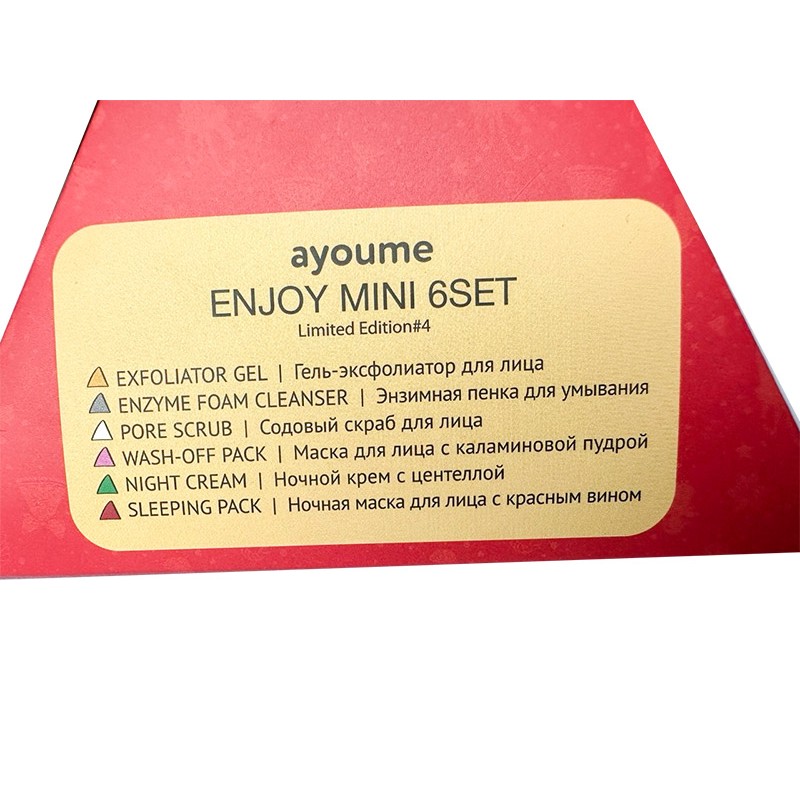 ayoume
ENJOY MINI 6SET
Limited Edition#4
EXFOLIATOR GEL | Гель-эксфолиатор для лица
ENZYME FOAM CLEANSER | Энзимная пенка для умывания
PORE SCRUB | Содовый скраб для лица
WASH-OFF PACK | Маска для лица с каламиновой пудрой
NIGHT CREAM | Ночной крем с центеллой
SLEEPING PACK | Ночная маска для лица с красным вином